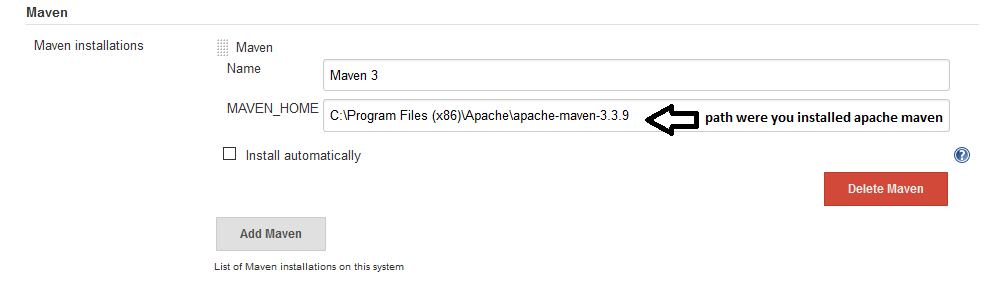 Maven
Maven installations
Maven
Name
Maven 3
MAVEN_HOME
C:\Program Files (x86)\Apache\apache-maven-3.3.9
path were you installed apache maven
Install automatically
?
Delete Maven
Add Maven
List of Maven installations on this system